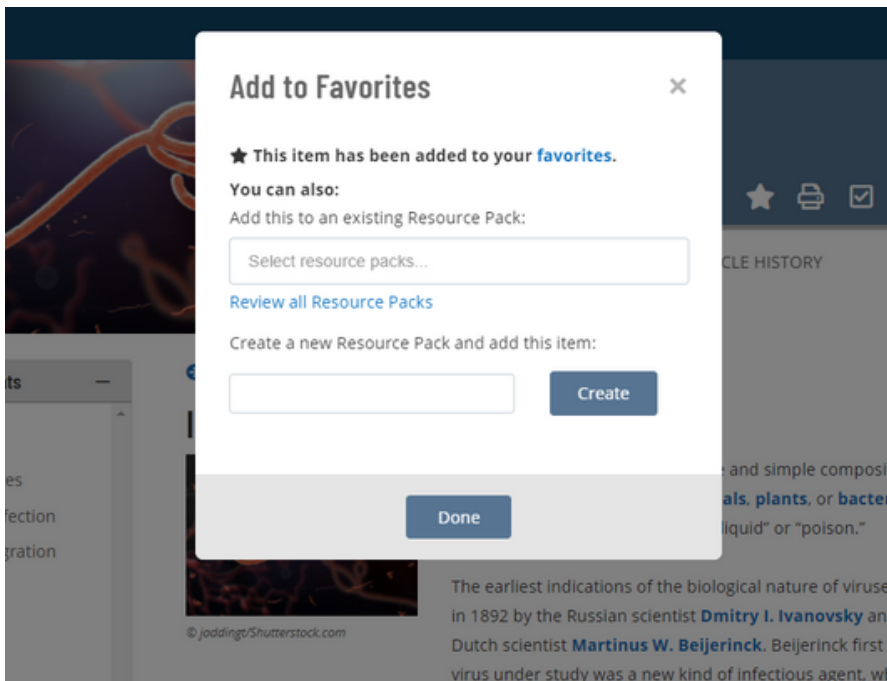 Add to Favorites
×
★ This item has been added to your favorites.
You can also:
Add this to an existing Resource Pack:
Select resource packs...
Review all Resource Packs
Create a new Resource Pack and add this item:
Create
Done
CLE HISTORY
nts
es
fection
gration
and simple composi
als, plants, or bacte
liquid” or “poison.”
The earliest indications of the biological nature of viruse
in 1892 by the Russian scientist Dmitry I. Ivanovsky an
Dutch scientist Martinus W. Beijerinck. Beijerinck first
virus under study was a new kind of infectious agent, wh
© jaddingt/Shutterstock.com